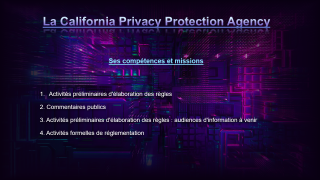 La California Privacy Protection Agency
Ses compétences et missions
1. Activités préliminaires d'élaboration des règles
2. Commentaires publics
3. Activités préliminaires d'élaboration des règles : audiences d'information à venir
4. Activités formelles de réglementation